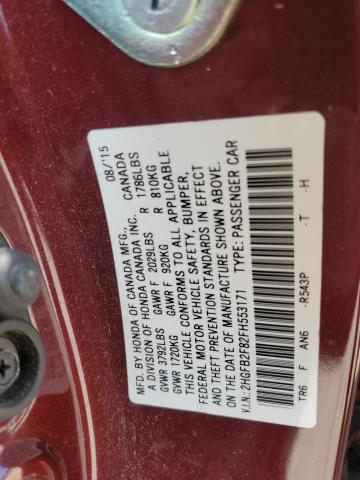 MFD. BY HONDA OF CANADA MFG., 08/'15
A DIVISION OF HONDA CANADA INC. CANADA
GVWR 3792LBS GAWR F 2029LBS R 1786LBS
GVWR 1720KG GAWR F 920KG R 810KG
THIS VEHICLE CONFORMS TO ALL APPLICABLE
FEDERAL MOTOR VEHICLE SAFETY, BUMPER,
AND THEFT PREVENTION STANDARDS IN EFFECT
ON THE DATE OF MANUFACTURE SHOWN ABOVE.
V.I.N.: 2HGFB2F52FH553171 TYPE: PASSENGER CAR
TR6 F AN6 -R543P -T -H